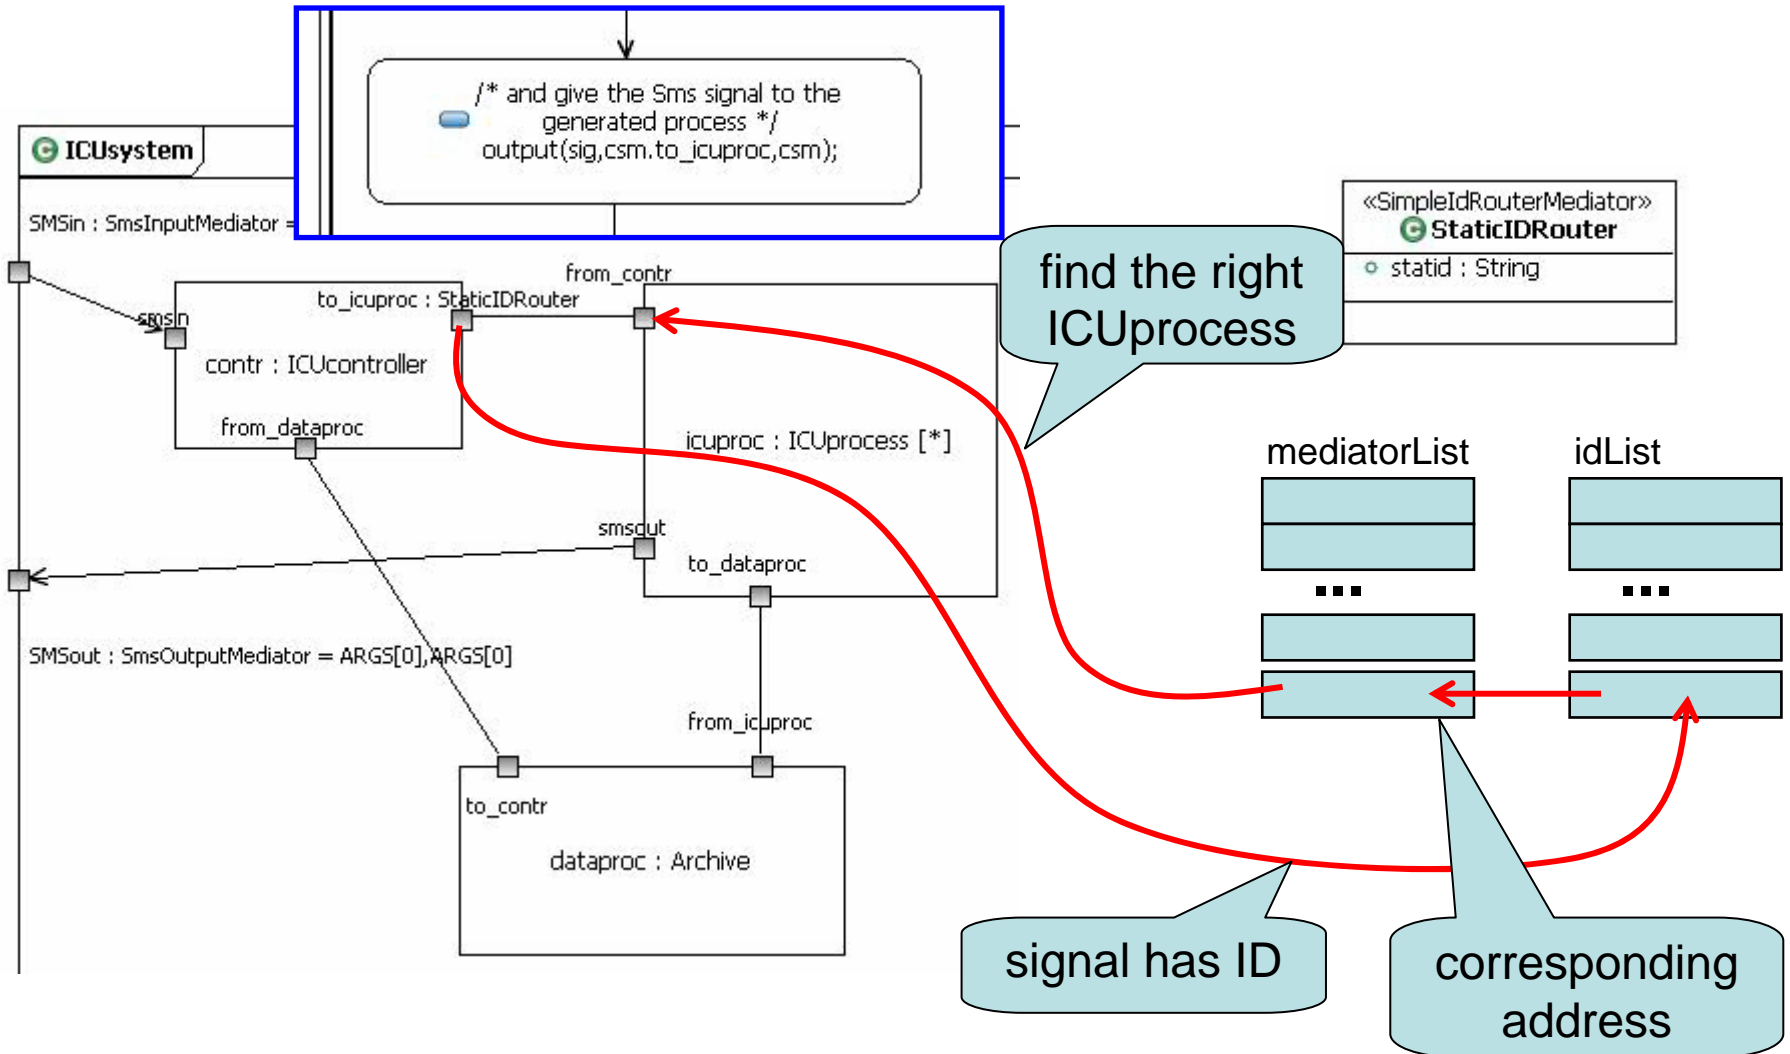 /* and give the Sms signal to the
generated process */
output(sig,csm.to_icuproc,csm);
ICUsystem
SMSin : SmsInputMediator =
«SimpleIdRouterMediator»
StaticIDRouter
statid : String
find the right
ICUprocess
from_contr
to_icuproc : StaticIDRouter
smsin
contr : ICUcontroller
from_dataproc
icuproc : ICUprocess [*]
mediatorList
idList
smsout
to_dataproc
...
...
SMSout : SmsOutputMediator = ARGS[0],ARGS[0]
from_icuproc
to_contr
dataproc : Archive
signal has ID
corresponding
address